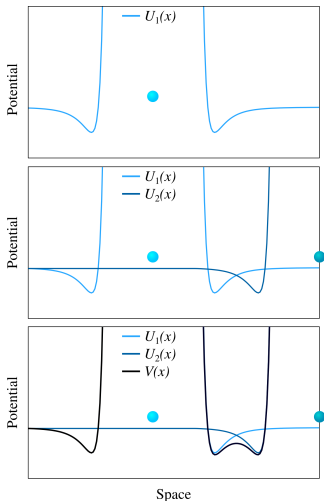 U₁(x)
Potential
U₁(x)
U₂(x)
Potential
U₁(x)
U₂(x)
V(x)
Potential
Space